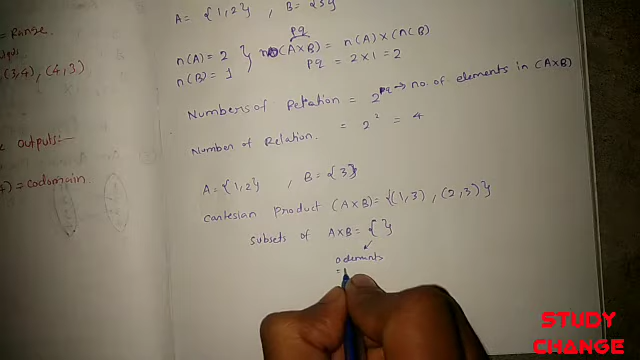 A = {1,2} , B = {3}
= Range.
(3,4), (4,3)
pq
n(A) = 2 } n(A×B) = n(A) × (n(B)
n(B) = 1 pq = 2×1 = 2
Numbers of Relation = 2^pq → no. of elements in (A×B)
Number of Relation. = 2² = 4
Outputs:-
= Codomain
A = {1,2} , B = {3}
Cartesian product (A×B) = {(1,3) , (2,3)}
Subsets of A×B = { }
0 elements
=
STUDY
CHANGE